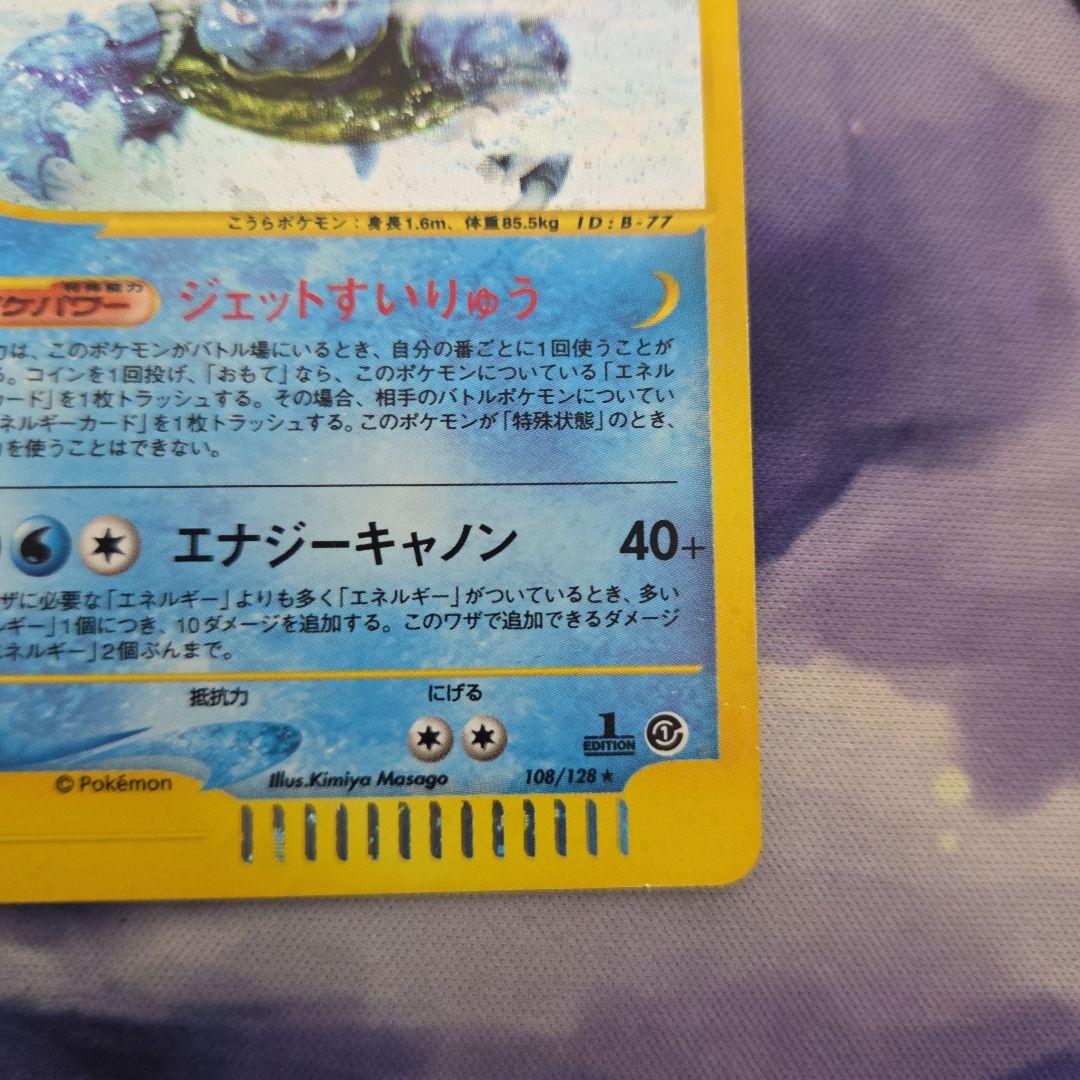 こうらポケモン：身長1.6m、体重85.5kg ID：B-77
特殊能力
ケパワー ジェットすいりゅう
は、このポケモンがバトル場にいるとき、自分の番ごとに1回使うことが
る。コインを1回投げ、「おもて」なら、このポケモンについている「エネル
カード」を1枚トラッシュする。その場合、相手のバトルポケモンについてい
ネルギーカード」を1枚トラッシュする。このポケモンが「特殊状態」のとき、
を使うことはできない。
エナジーキャノン 40+
ザに必要な「エネルギー」よりも多く「エネルギー」がついているとき、多い
ルギー」1個につき、10ダメージを追加する。このワザで追加できるダメージ
エネルギー」2個ぶんまで。
抵抗力 にげる
1 EDITION 1
©Pokémon Illus.Kimiya Masago 108/128★